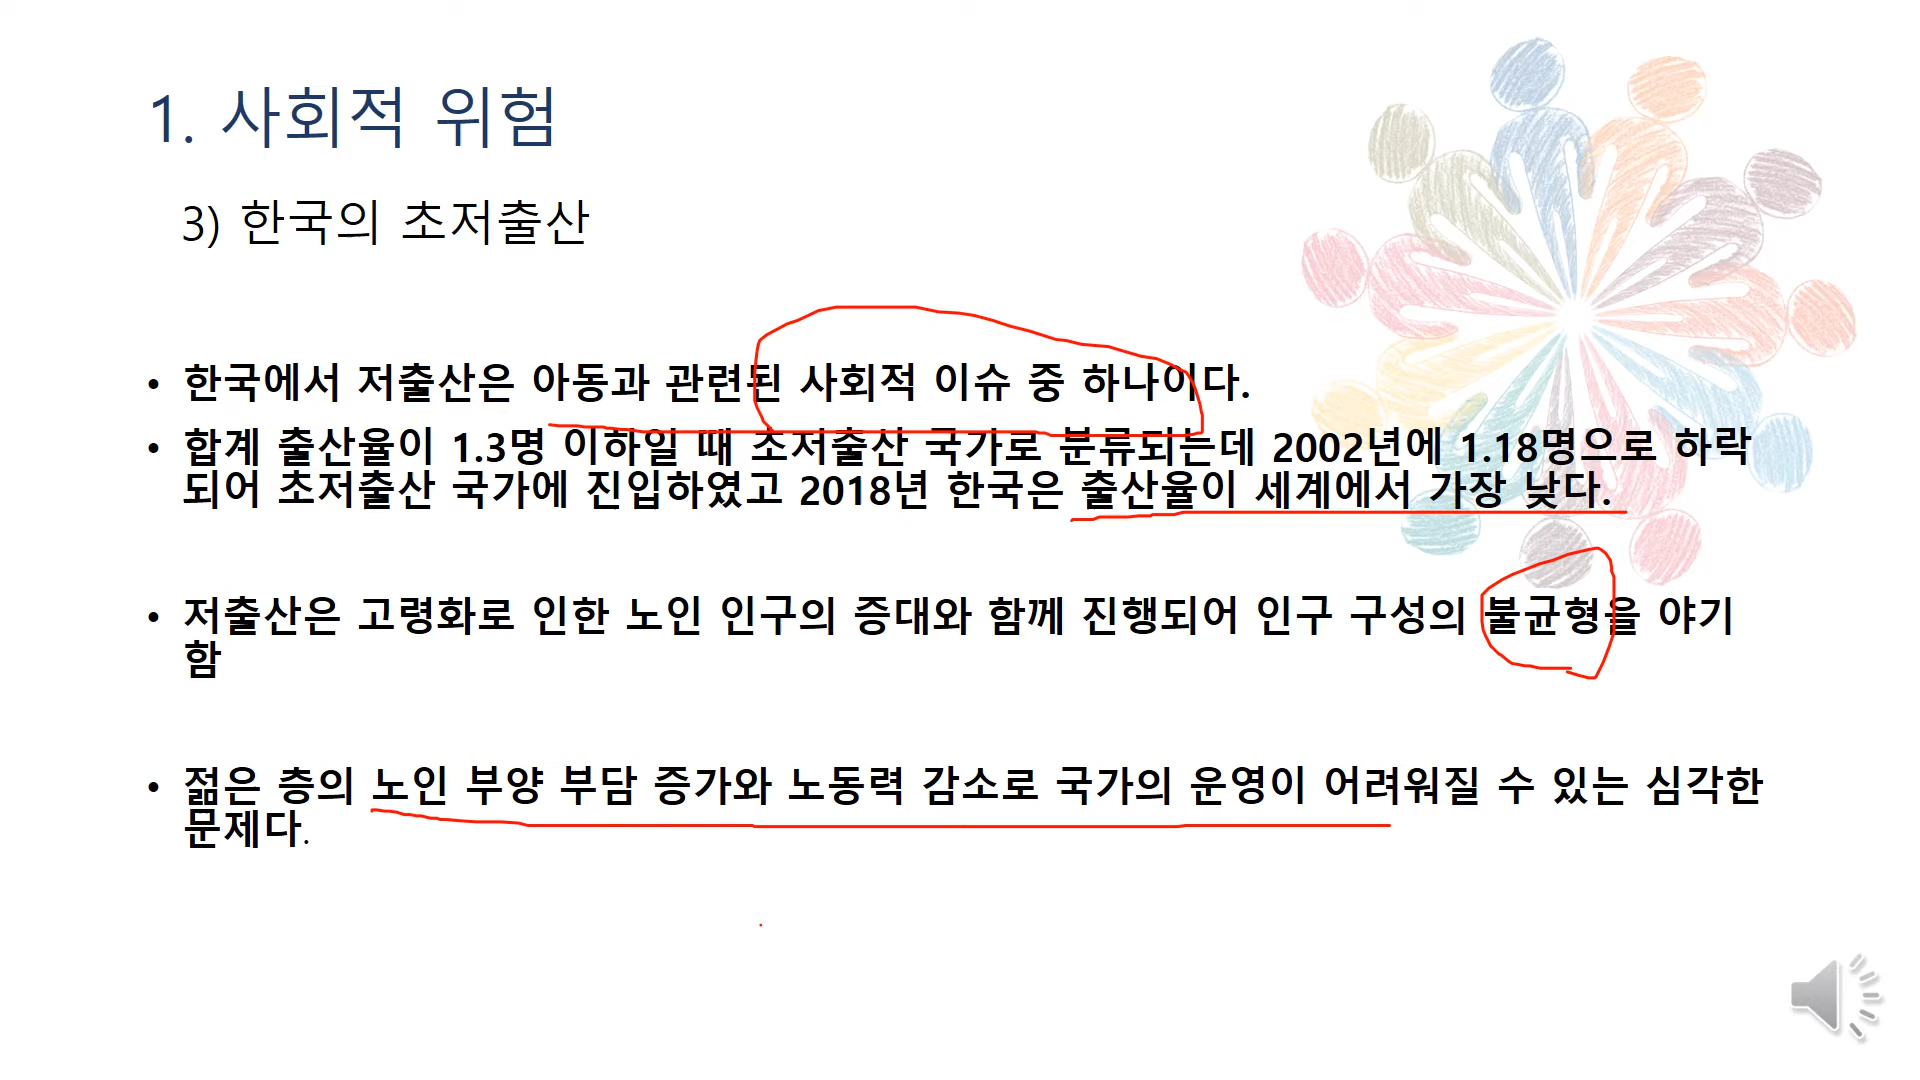 1. 사회적 위험
3) 한국의 초저출산
• 한국에서 저출산은 아동과 관련된 사회적 이슈 중 하나이다.
• 합계 출산율이 1.3명 이하일 때 초저출산 국가로 분류되는데 2002년에 1.18명으로 하락
되어 초저출산 국가에 진입하였고 2018년 한국은 출산율이 세계에서 가장 낮다.
• 저출산은 고령화로 인한 노인 인구의 증대와 함께 진행되어 인구 구성의 불균형을 야기
함
• 젊은 층의 노인 부양 부담 증가와 노동력 감소로 국가의 운영이 어려워질 수 있는 심각한
문제다.